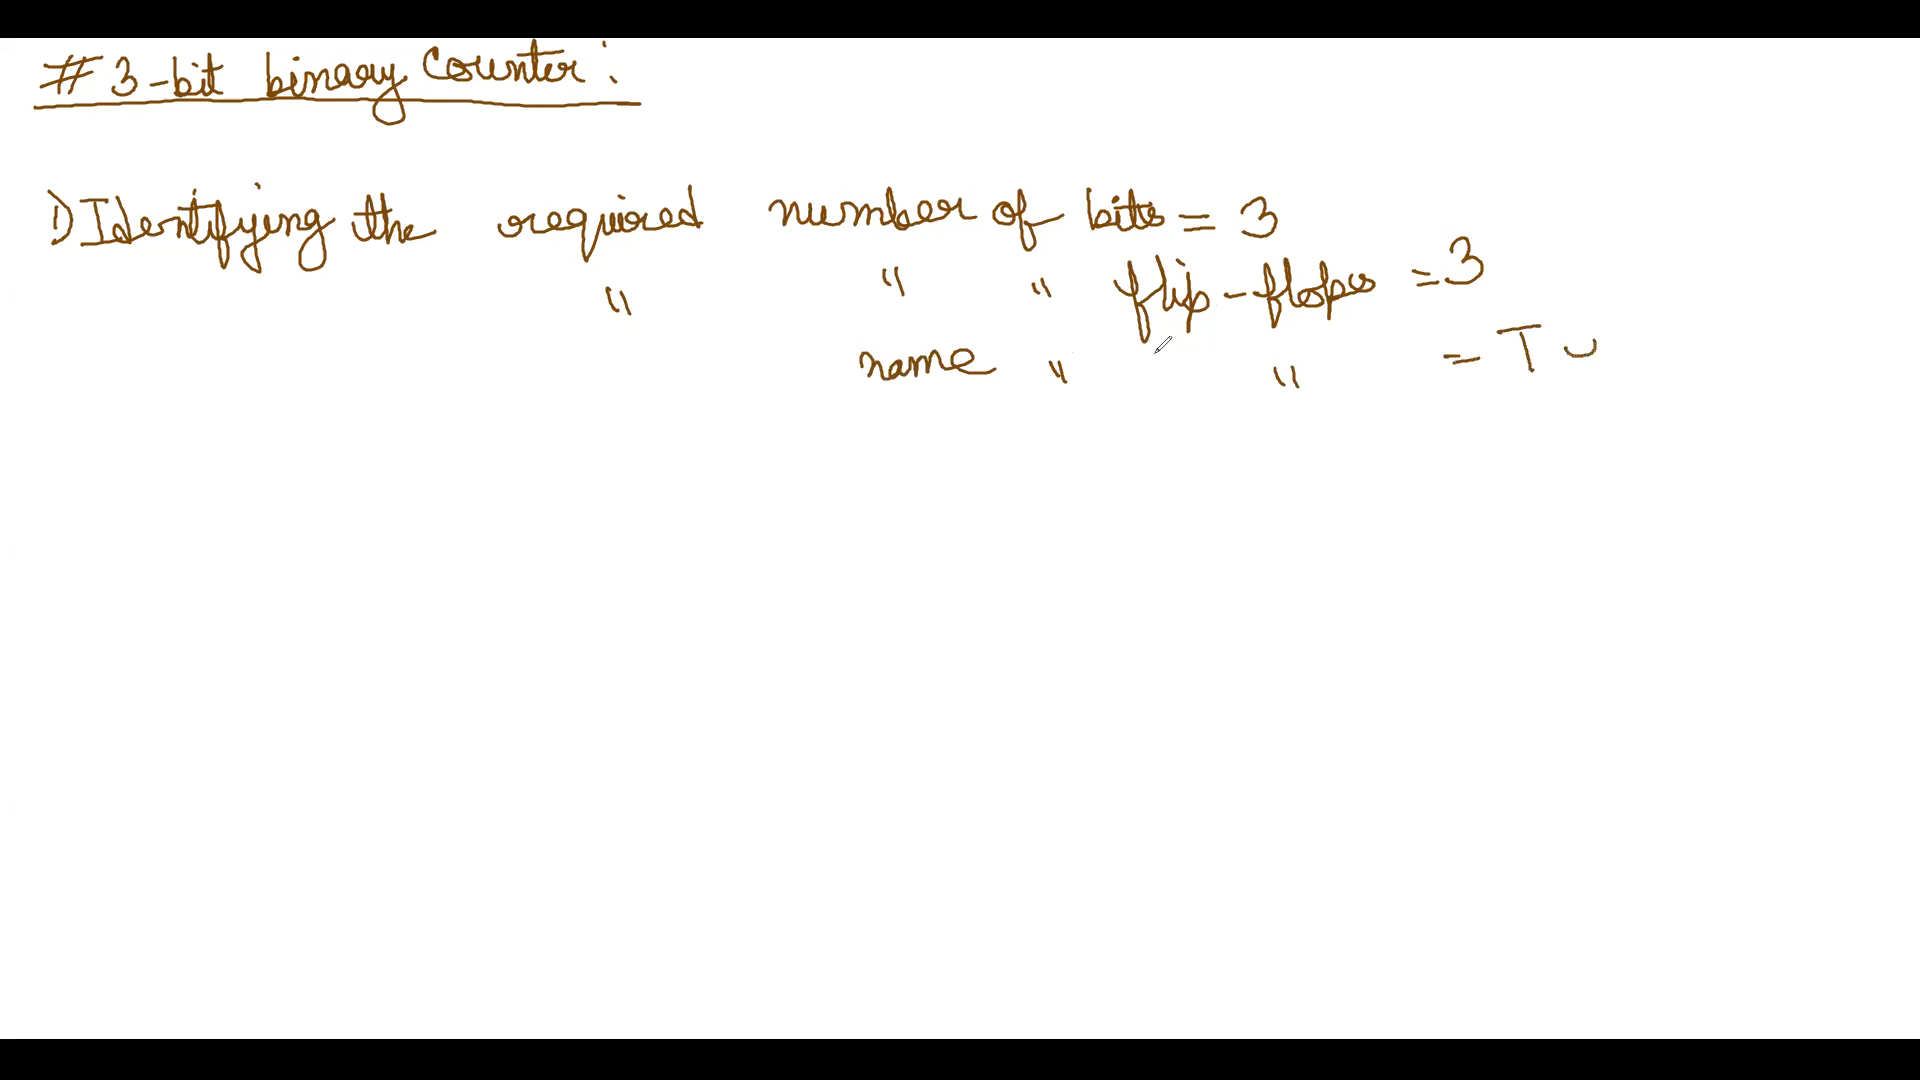 # 3-bit binary counter :
1) Identifying the required number of bits = 3
" " " flip-flops = 3
name " " = T